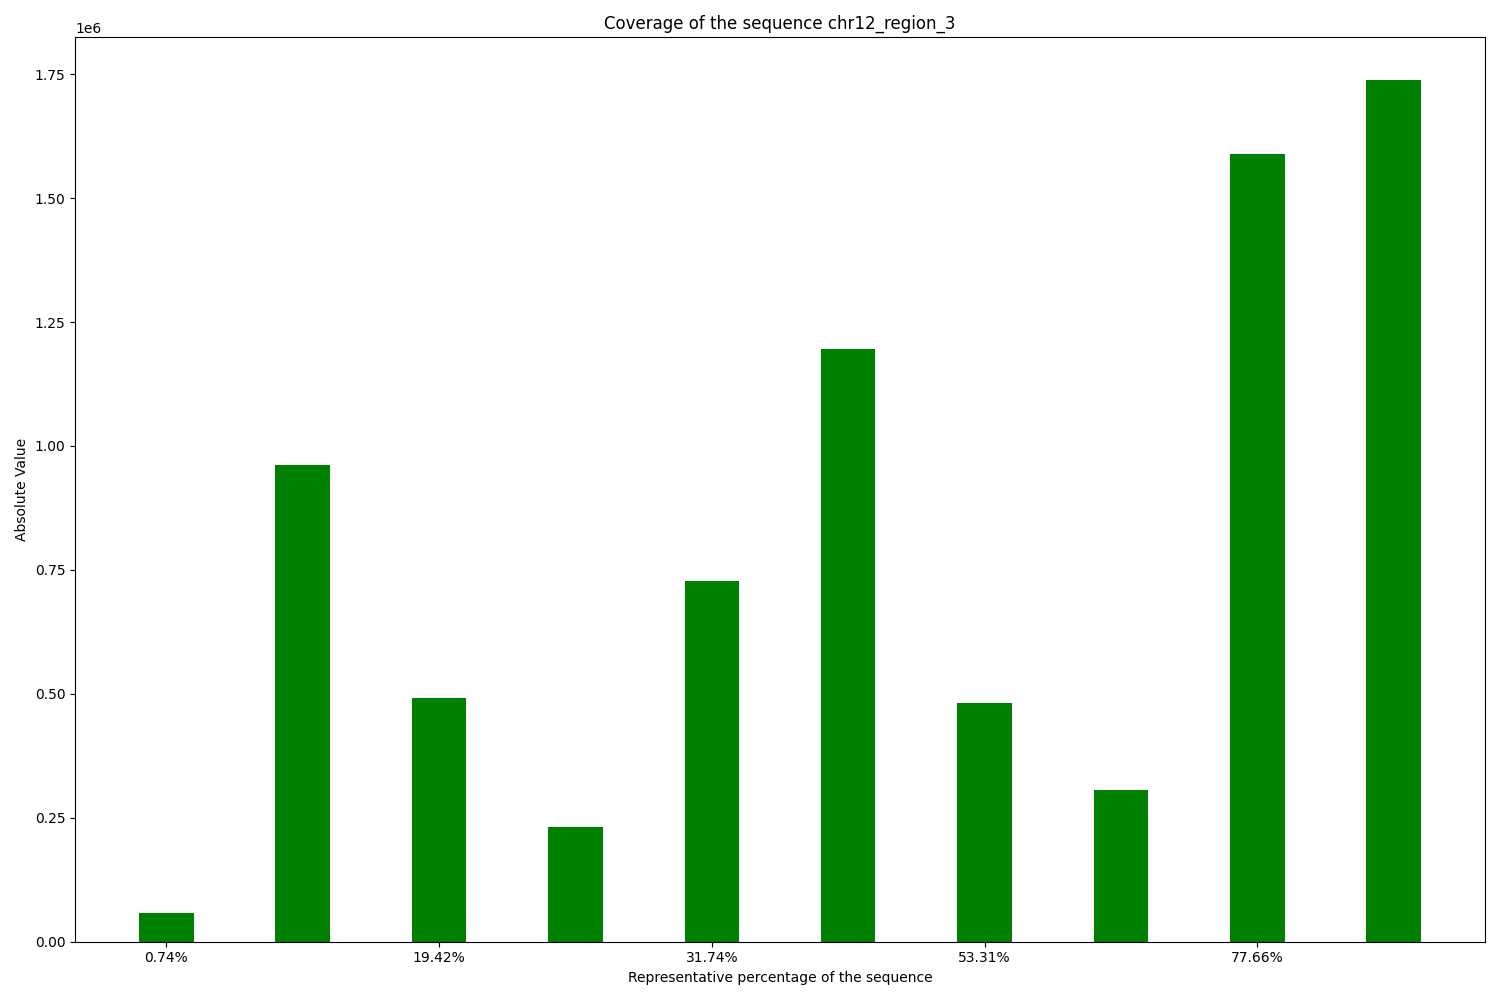 Coverage of the sequence chr12_region_3
1e6
1.75
1.50
1.25
1.00
0.75
0.50
0.25
0.00
Absolute Value
0.74% 19.42% 31.74% 53.31% 77.66%
Representative percentage of the sequence